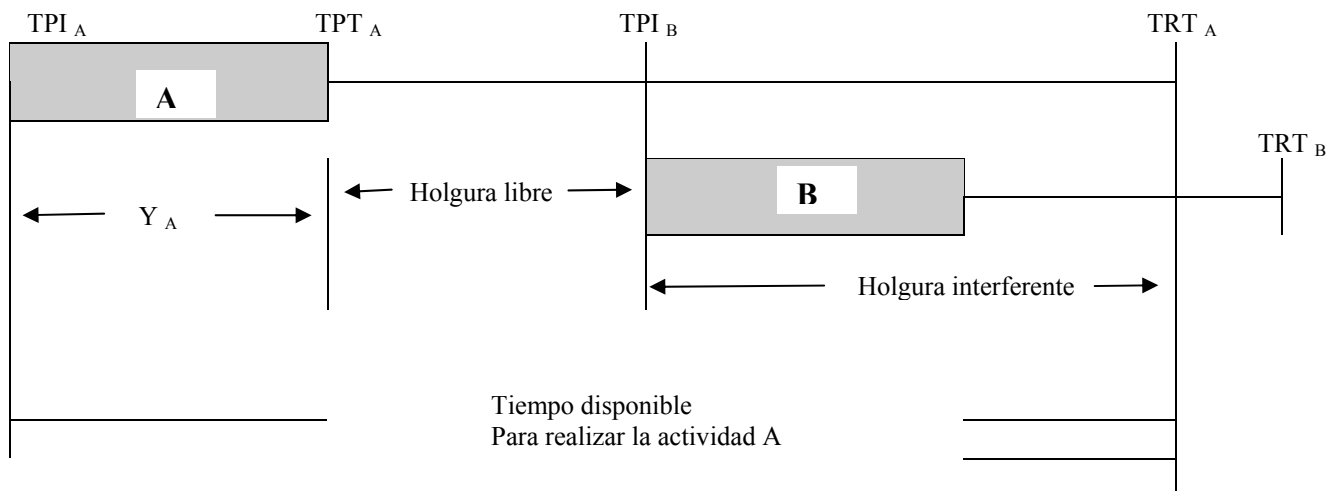 TPI A TPT A TPI B TRT A
A
TRT B
Holgura libre B
Y A
Holgura interferente
Tiempo disponible
Para realizar la actividad A